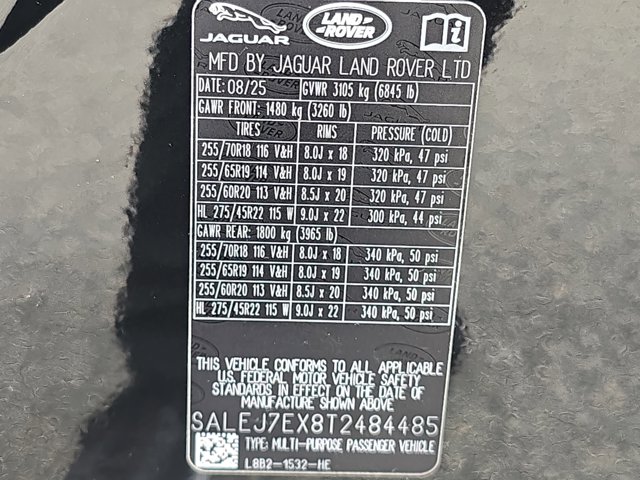 JAGUAR LAND ROVER
MFD BY JAGUAR LAND ROVER LTD
DATE: 08/25 GVWR 3105 kg (6845 lb)
GAWR FRONT: 1480 kg (3260 lb)
TIRES RIMS PRESSURE (COLD)
255/70R18 116 V&H 8.0J x 18 320 kPa, 47 psi
255/65R19 114 V&H 8.0J x 19 320 kPa, 47 psi
255/60R20 113 V&H 8.5J x 20 320 kPa, 47 psi
HL 275/45R22 115 W 9.0J x 22 300 kPa, 44 psi
GAWR REAR: 1800 kg (3965 lb)
255/70R18 116 V&H 8.0J x 18 340 kPa, 50 psi
255/65R19 114 V&H 8.0J x 19 340 kPa, 50 psi
255/60R20 113 V&H 8.5J x 20 340 kPa, 50 psi
HL 275/45R22 115 W 9.0J x 22 340 kPa, 50 psi
THIS VEHICLE CONFORMS TO ALL APPLICABLE
U.S. FEDERAL MOTOR VEHICLE SAFETY
STANDARDS IN EFFECT ON THE DATE OF
MANUFACTURE SHOWN ABOVE
SALEJ7EX8T2484485
TYPE: MULTI-PURPOSE PASSENGER VEHICLE
L8B2-1532-HE